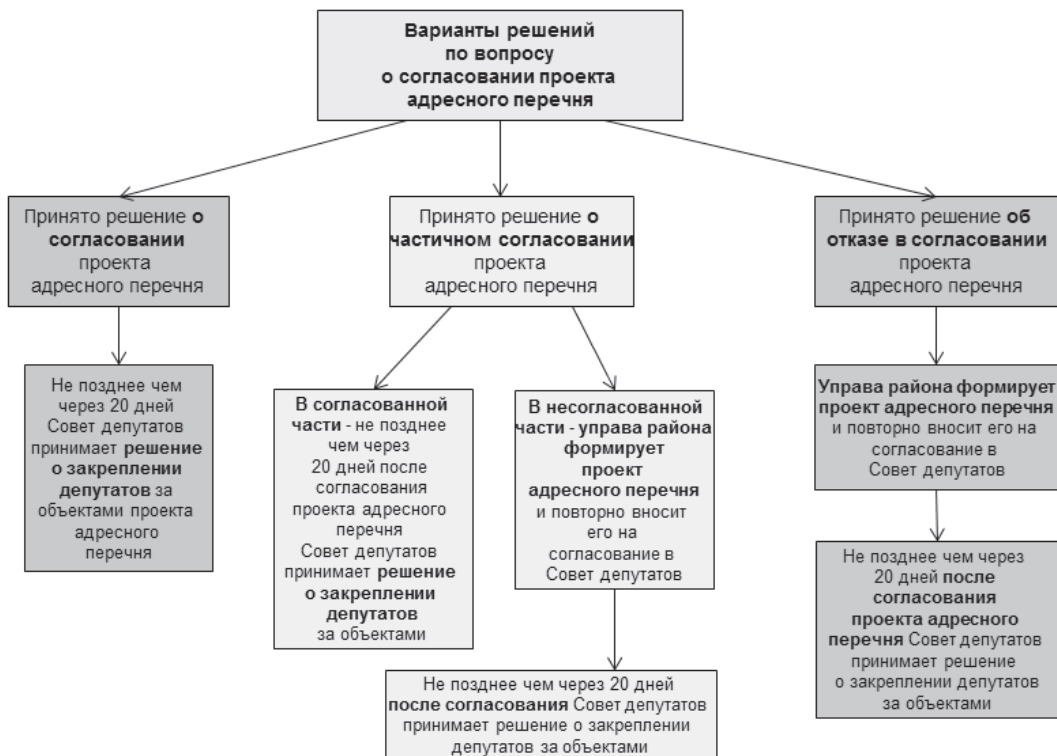 Варианты решений
по вопросу
о согласовании проекта
адресного перечня
Принято решение о
согласовании
проекта
адресного перечня
Принято решение о
частичном согласовании
проекта
адресного перечня
Принято решение об
отказе в согласовании
проекта
адресного перечня
Не позднее чем
через 20 дней
Совет депутатов
принимает решение
о закреплении
депутатов за
объектами проекта
адресного
перечня
В согласованной
части - не позднее
чем через
20 дней после
согласования
проекта адресного
перечня
Совет депутатов
принимает решение
о закреплении
депутатов
за объектами
В несогласованной
части - управа района
формирует
проект
адресного перечня
и повторно вносит
его на
согласование в
Совет депутатов
Управа района формирует
проект адресного перечня
и повторно вносит его на
согласование в
Совет депутатов
Не позднее чем через 20 дней
после согласования Совет депутатов
принимает решение о закреплении
депутатов за объектами
Не позднее чем через
20 дней после
согласования
проекта адресного
перечня Совет депутатов
принимает решение
о закреплении депутатов
за объектами